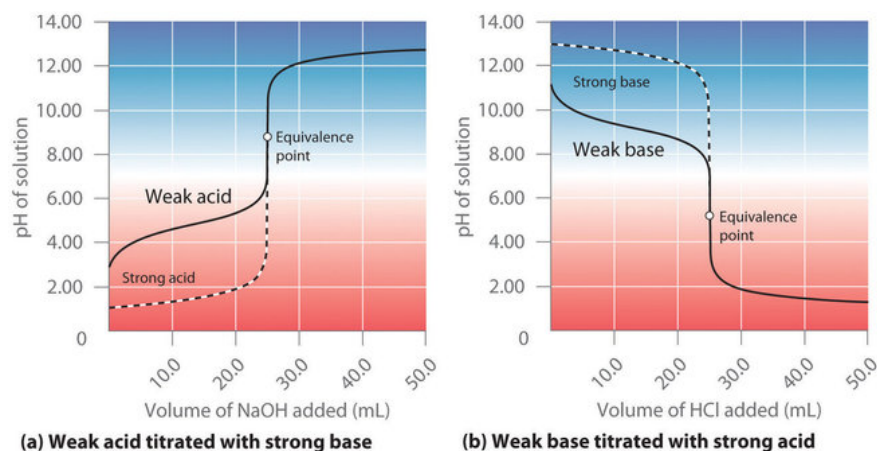 14.00
12.00
10.00
8.00
6.00
4.00
2.00
0
pH of solution
Weak acid
Strong acid
Equivalence
point
10.0
20.0
30.0
40.0
50.0
Volume of NaOH added (mL)
(a) Weak acid titrated with strong base
14.00
12.00
10.00
8.00
6.00
4.00
2.00
0
pH of solution
Strong base
Weak base
Equivalence
point
10.0
20.0
30.0
40.0
50.0
Volume of HCl added (mL)
(b) Weak base titrated with strong acid